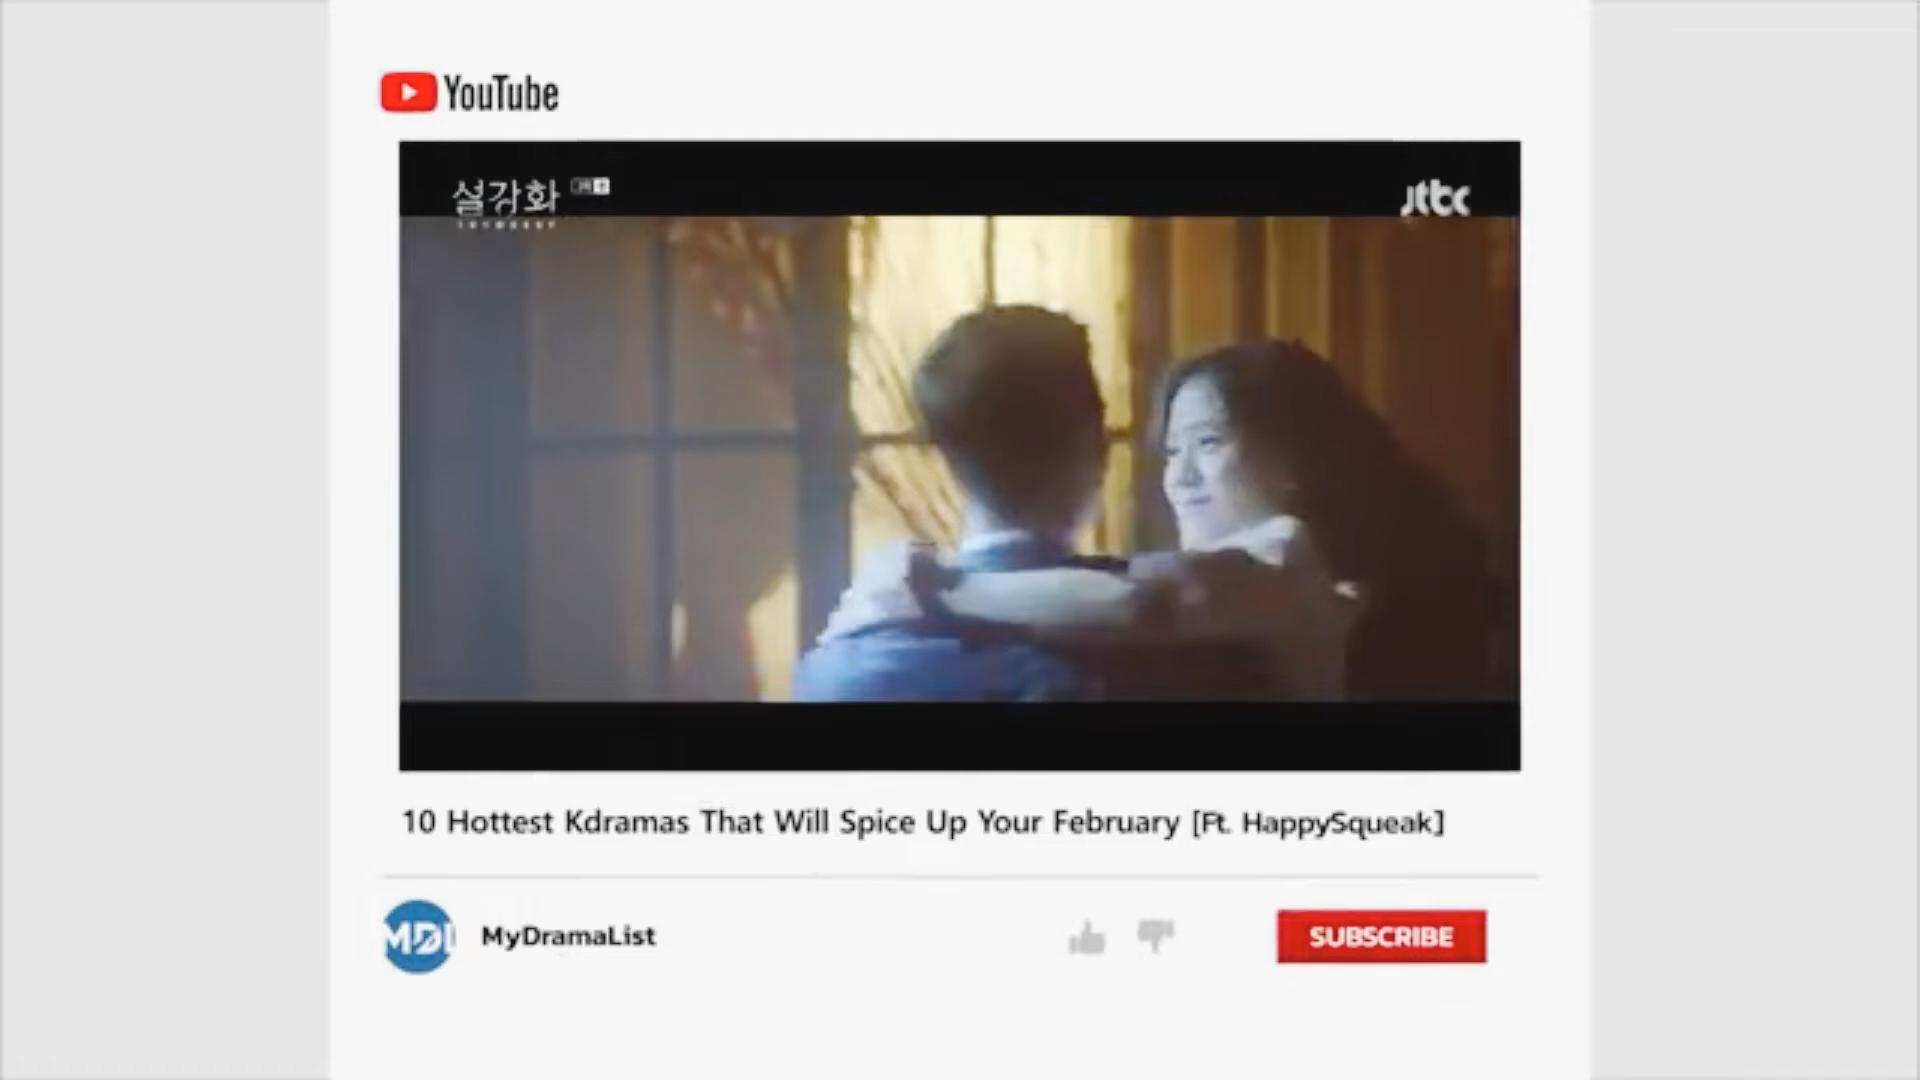 YouTube
설강화
jtbc
10 Hottest Kdramas That Will Spice Up Your February [Ft. HappySqueak]
MDL
MyDramaList
SUBSCRIBE